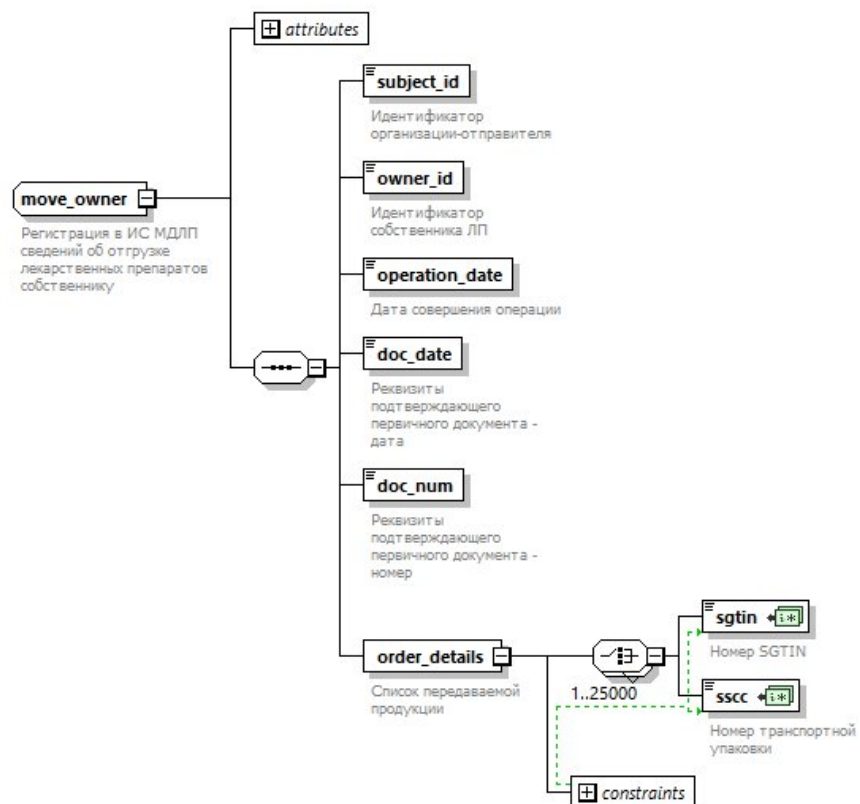 attributes
subject_id
Идентификатор
организации-отправителя
owner_id
Идентификатор
собственника ЛП
move_owner
Регистрация в ИС МДЛП
сведений об отгрузке
лекарственных препаратов
собственнику
operation_date
Дата совершения операции
doc_date
Реквизиты
подтверждающего
первичного документа -
дата
doc_num
Реквизиты
подтверждающего
первичного документа -
номер
order_details
Список передаваемой
продукции
1..25000
sgtin
Номер SGTIN
sscc
Номер транспортной
упаковки
constraints